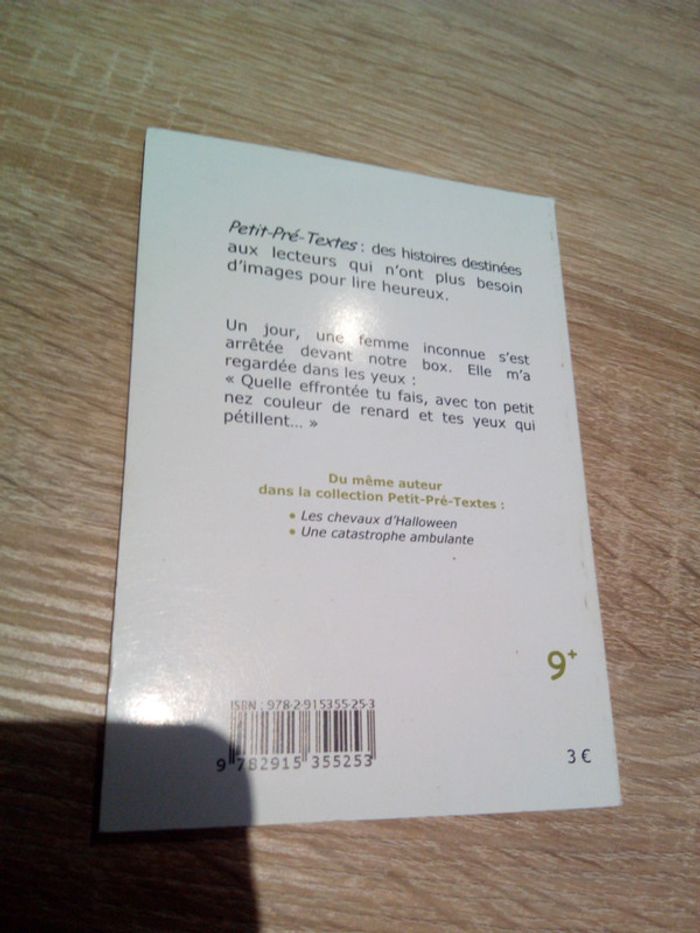 Petit-Pré-Textes : des histoires destinées
aux lecteurs qui n'ont plus besoin
d'images pour lire heureux.
Un jour, une femme inconnue s'est
arrêtée devant notre box. Elle m'a
regardée dans les yeux :
« Quelle effrontée tu fais, avec ton petit
nez couleur de renard et tes yeux qui
pétillent... »
Du même auteur
dans la collection Petit-Pré-Textes :
• Les chevaux d'Halloween
• Une catastrophe ambulante
9+
ISBN : 978-2-915355-25-3
9 782915 355253
3 €